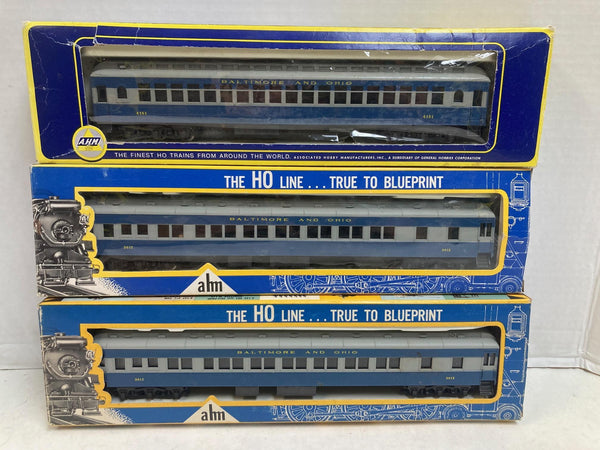 BALTIMORE AND OHIO
AHM
THE FINEST HO TRAINS FROM AROUND THE WORLD. ASSOCIATED HOBBY MANUFACTURERS, INC., A SUBSIDIARY OF GENERAL HOBBIES CORPORATION
THE HO LINE...TRUE TO BLUEPRINT
BALTIMORE AND OHIO
ahm
THE HO LINE...TRUE TO BLUEPRINT
BALTIMORE AND OHIO
ahm